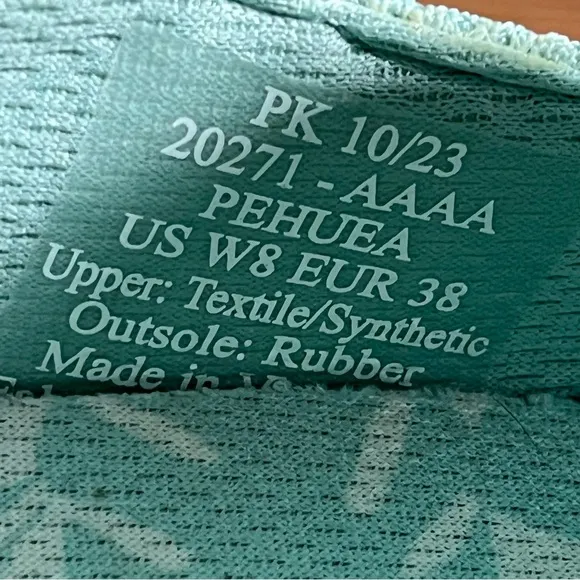 PK 10/23
20271 - AAAA
PEHUEA
US W8 EUR 38
Upper: Textile/Synthetic
Outsole: Rubber
Made in